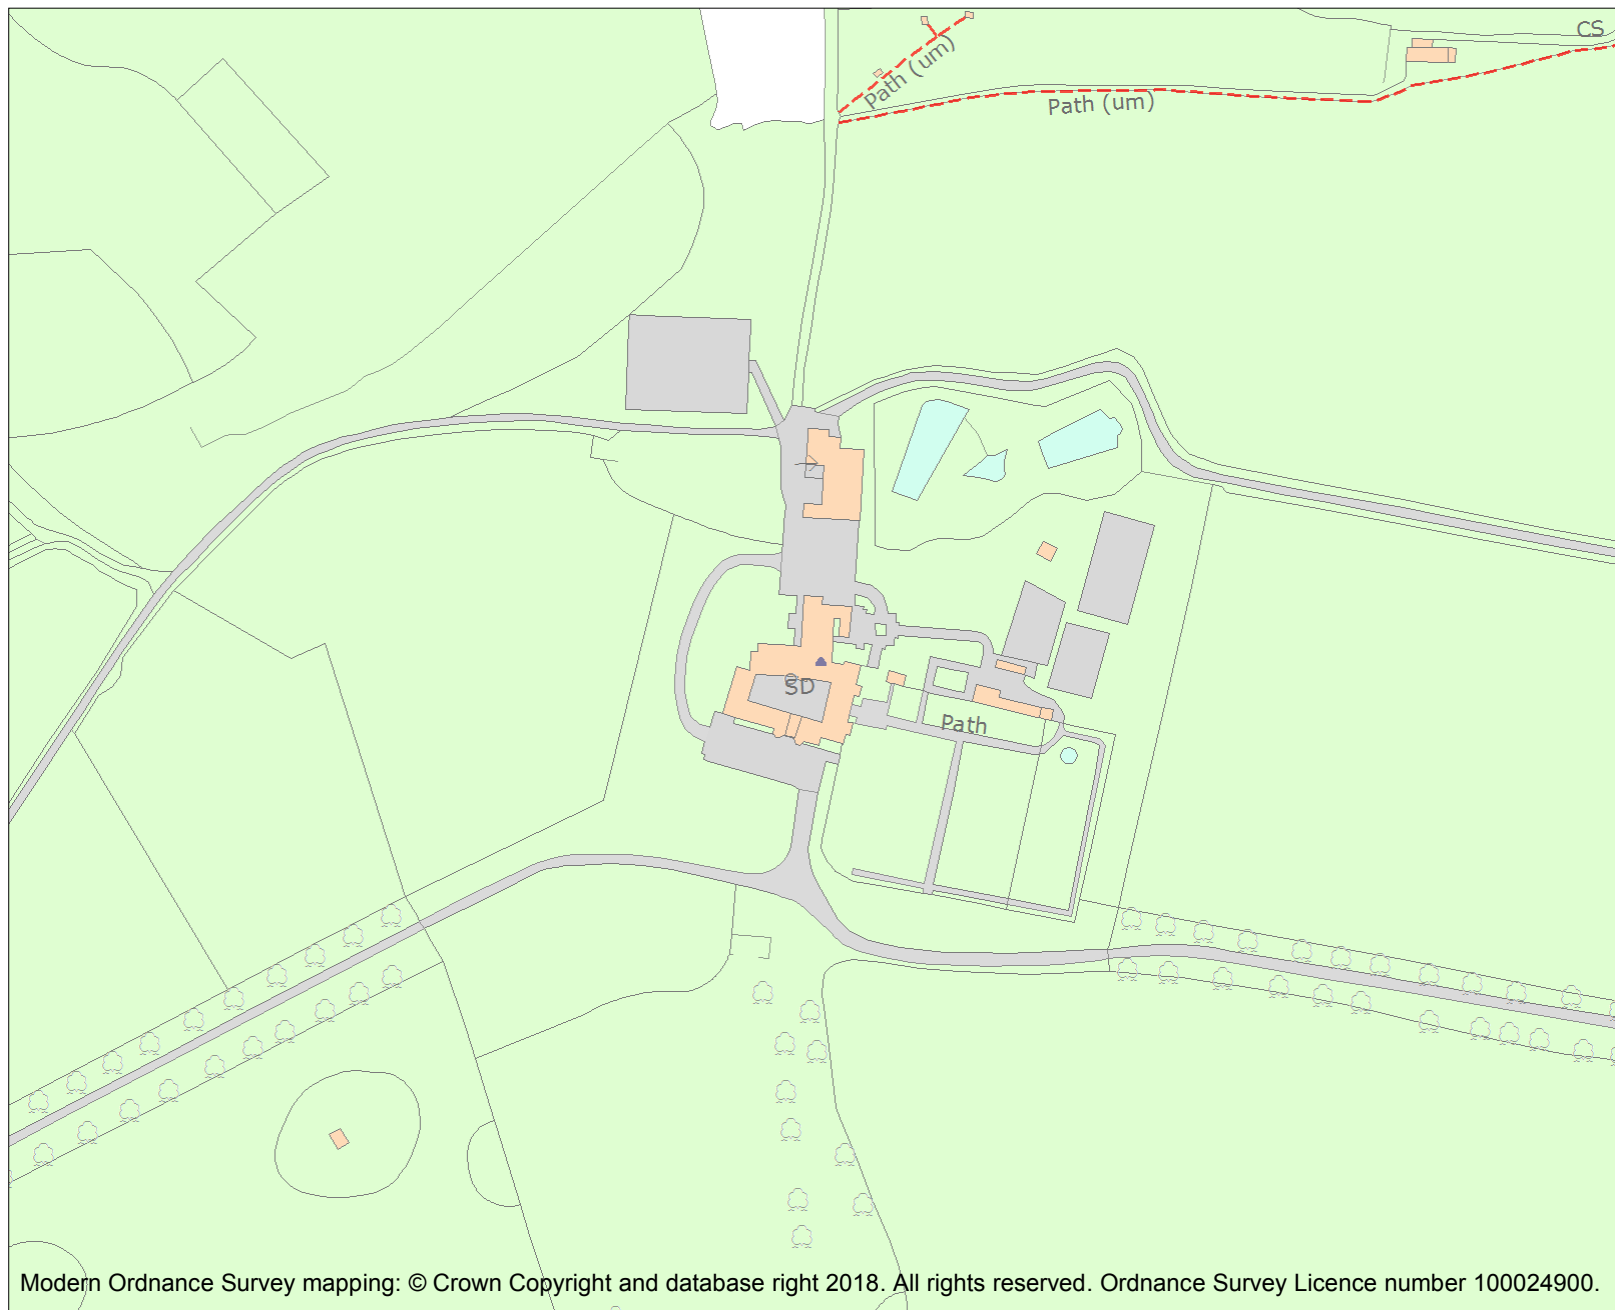 CS
Path (um)
Path (um)
SD
Path
Modern Ordnance Survey mapping: © Crown Copyright and database right 2018. All rights reserved. Ordnance Survey Licence number 100024900.